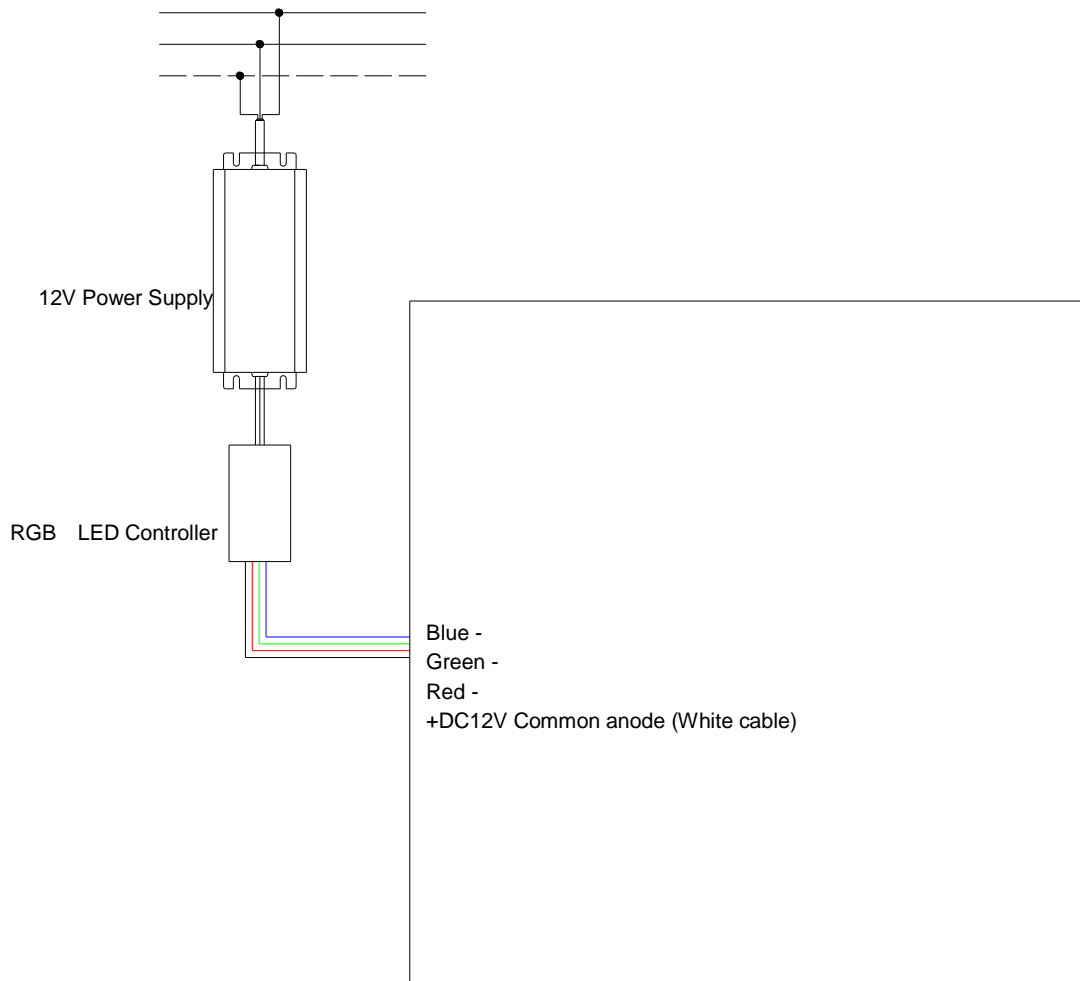 12V Power Supply
RGB LED Controller
Blue -
Green -
Red -
+DC12V Common anode (White cable)